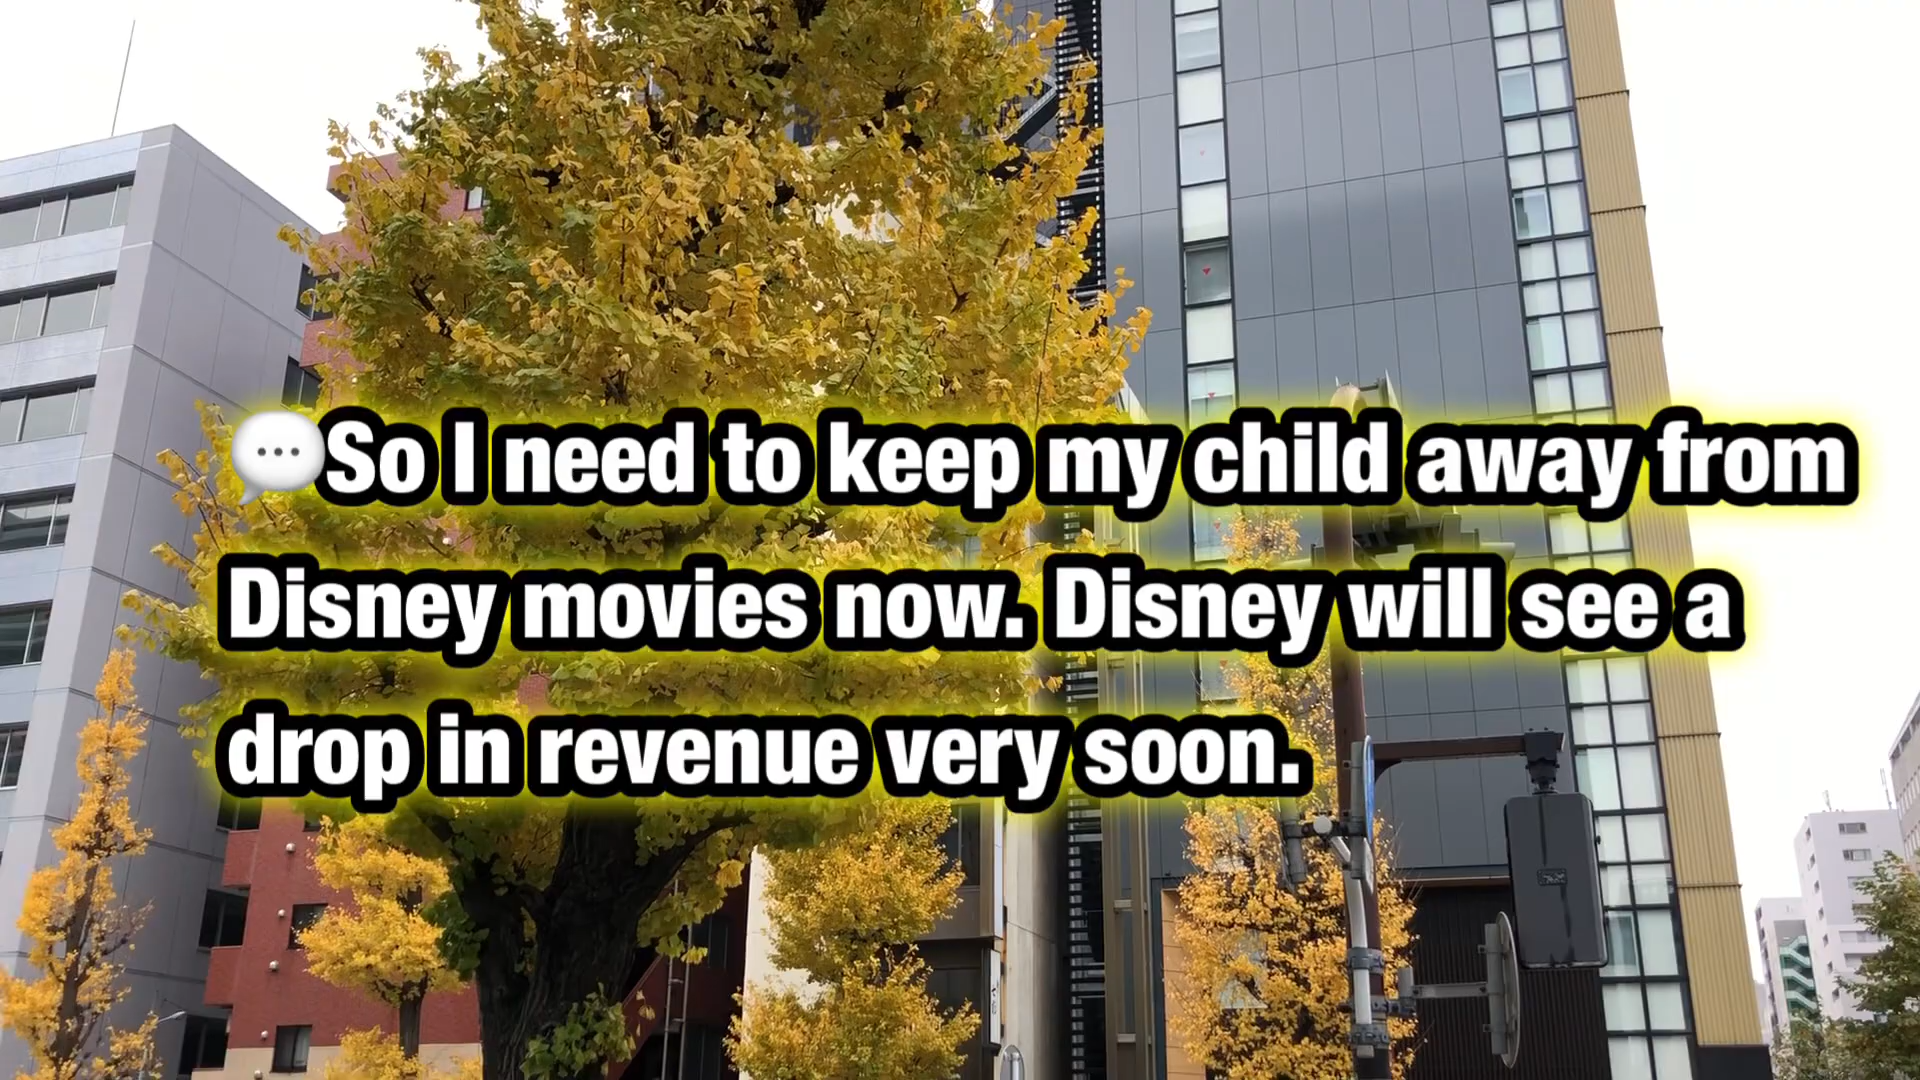 💬So I need to keep my child away from
Disney movies now. Disney will see a
drop in revenue very soon.